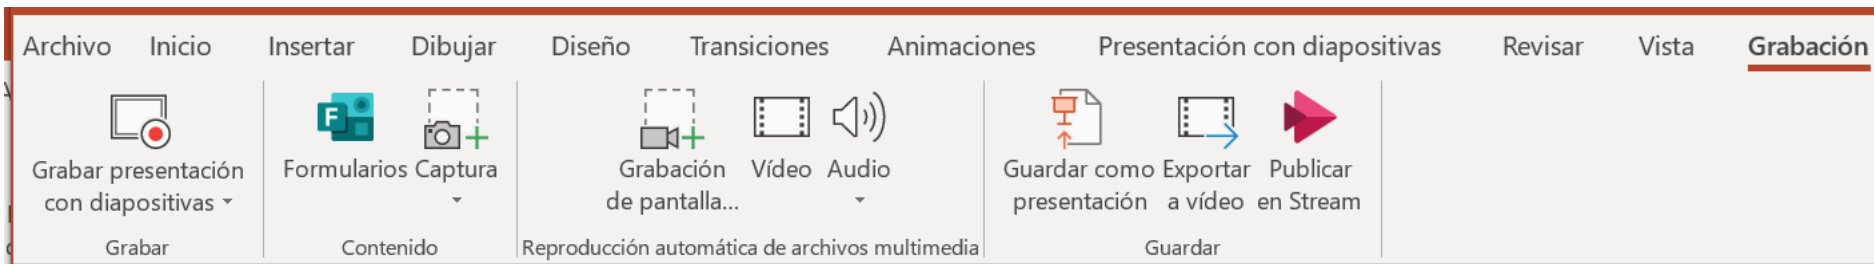 Archivo Inicio Insertar Dibujar Diseño Transiciones Animaciones Presentación con diapositivas Revisar Vista Grabación
Grabar presentación
con diapositivas
Grabar
F
Formularios Captura
Contenido
Grabación
de pantalla...
Vídeo Audio
Reproducción automática de archivos multimedia
Guardar como
presentación
Exportar
a vídeo
Publicar
en Stream
Guardar